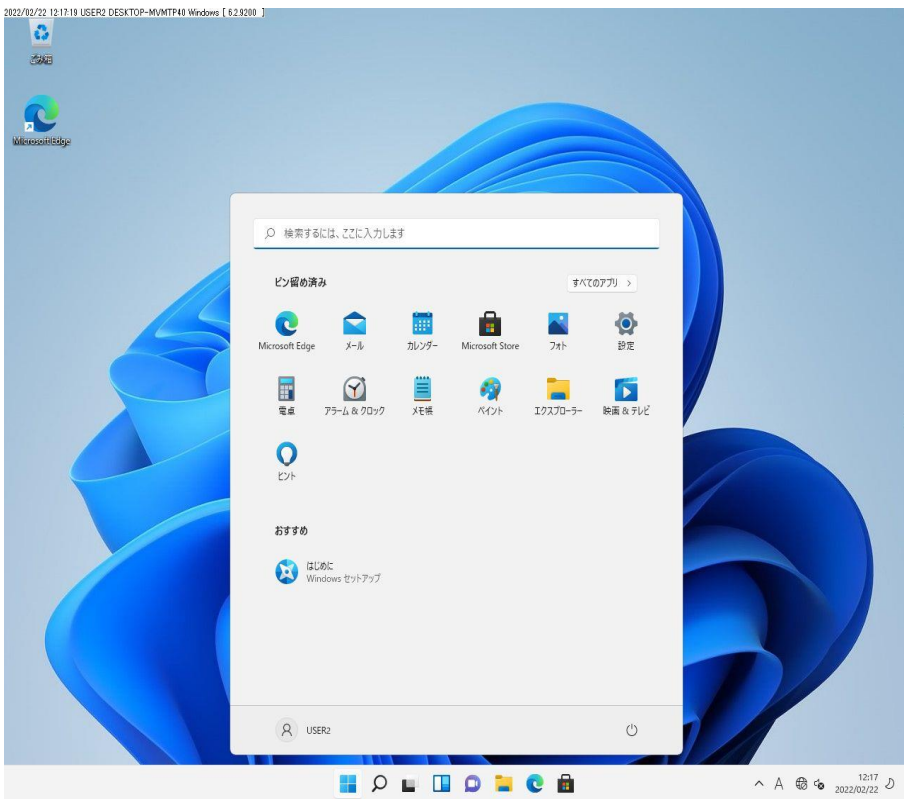 2022/02/22 12:17:19 USER2 DESKTOP-MVMTP40 Windows [ 6.2.9200 ]
ごみ箱
Microsoft Edge
検索するには、ここに入力します
ピン留め済み
すべてのアプリ >
Microsoft Edge
メール
カレンダー
Microsoft Store
フォト
設定
電卓
アラーム & クロック
メモ帳
ペイント
エクスプローラー
映画 & テレビ
ヒント
おすすめ
はじめに
Windows セットアップ
USER2
A
12:17
2022/02/22